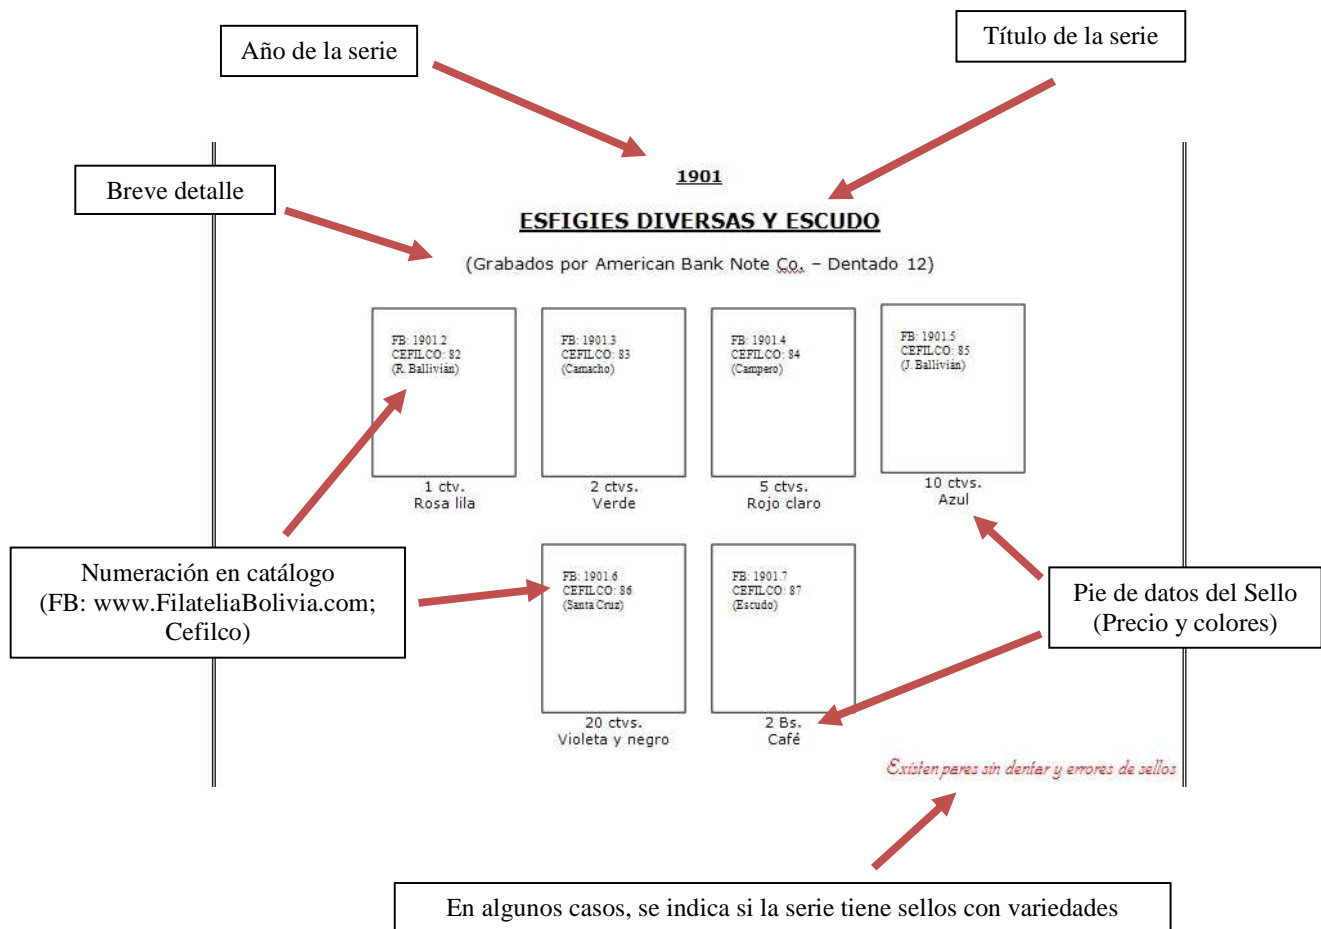 Año de la serie
Título de la serie
Breve detalle
1901
ESFIGIES DIVERSAS Y ESCUDO
(Grabados por American Bank Note Co. – Dentado 12)
FB: 1901.2
CEFILCO: 82
(R. Ballivián)
1 ctv.
Rosa lila
FB: 1901.3
CEFILCO: 83
(Camacho)
2 ctvs.
Verde
FB: 1901.4
CEFILCO: 84
(Campero)
5 ctvs.
Rojo claro
FB: 1901.5
CEFILCO: 85
(J. Ballivián)
10 ctvs.
Azul
Numeración en catálogo
(FB: www.FilateliaBolivia.com;
Cefilco)
FB: 1901.6
CEFILCO: 86
(Santa Cruz)
20 ctvs.
Violeta y negro
FB: 1901.7
CEFILCO: 87
(Escudo)
2 Bs.
Café
Pie de datos del Sello
(Precio y colores)
Existen pares sin dentar y errores de sellos
En algunos casos, se indica si la serie tiene sellos con variedades